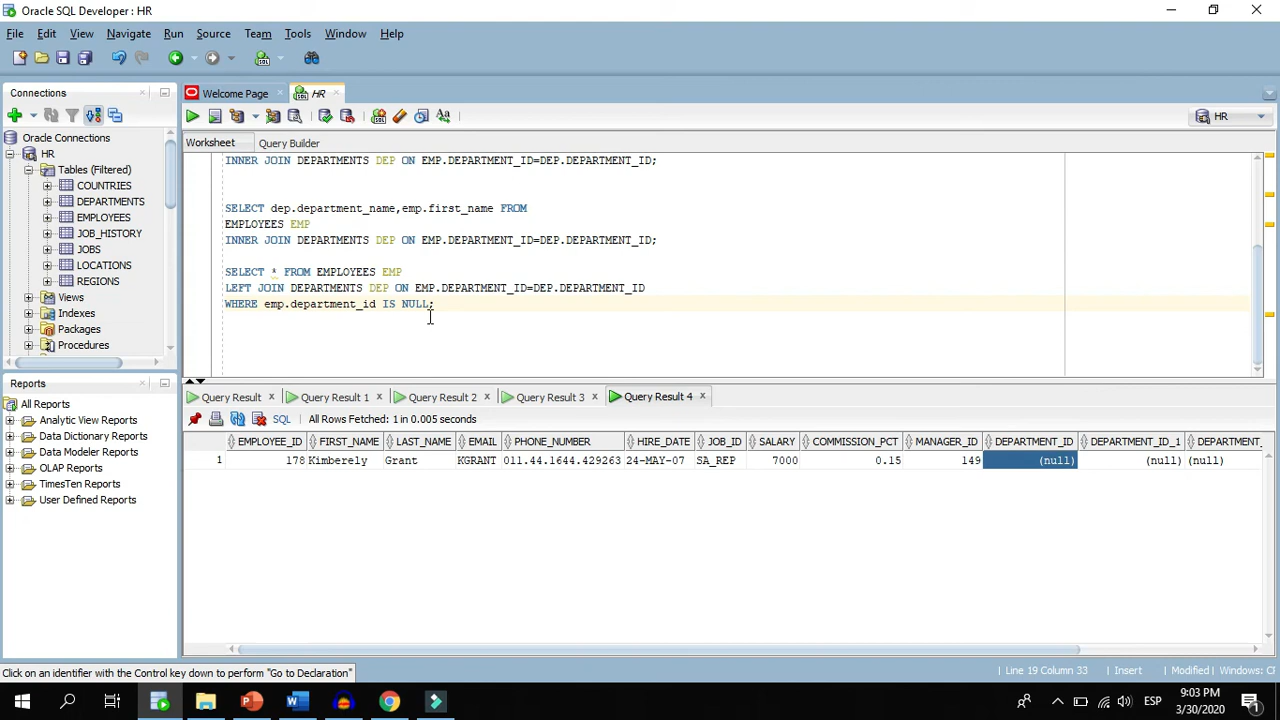 Oracle SQL Developer : HR
File Edit View Navigate Run Source Team Tools Window Help
Connections
Oracle Connections
HR
Tables (Filtered)
COUNTRIES
DEPARTMENTS
EMPLOYEES
JOB_HISTORY
JOBS
LOCATIONS
REGIONS
Views
Indexes
Packages
Procedures
Reports
All Reports
Analytic View Reports
Data Dictionary Reports
Data Modeler Reports
OLAP Reports
TimesTen Reports
User Defined Reports
Welcome Page HR
SQL HR
Worksheet Query Builder
INNER JOIN DEPARTMENTS DEP ON EMP.DEPARTMENT_ID=DEP.DEPARTMENT_ID;
SELECT dep.department_name,emp.first_name FROM
EMPLOYEES EMP
INNER JOIN DEPARTMENTS DEP ON EMP.DEPARTMENT_ID=DEP.DEPARTMENT_ID;
SELECT * FROM EMPLOYEES EMP
LEFT JOIN DEPARTMENTS DEP ON EMP.DEPARTMENT_ID=DEP.DEPARTMENT_ID
WHERE emp.department_id IS NULL;
Query Result Query Result 1 Query Result 2 Query Result 3 Query Result 4
SQL All Rows Fetched: 1 in 0.005 seconds
EMPLOYEE_ID FIRST_NAME LAST_NAME EMAIL PHONE_NUMBER HIRE_DATE JOB_ID SALARY COMMISSION_PCT MANAGER_ID DEPARTMENT_ID DEPARTMENT_ID_1 DEPARTMENT_
1 178 Kimberely Grant KGRANT 011.44.1644.429263 24-MAY-07 SA_REP 7000 0.15 149 (null) (null) (null)
Click on an identifier with the Control key down to perform "Go to Declaration"
Line 19 Column 33 Insert Modified Windows: C
ESP
9:03 PM
3/30/2020
1